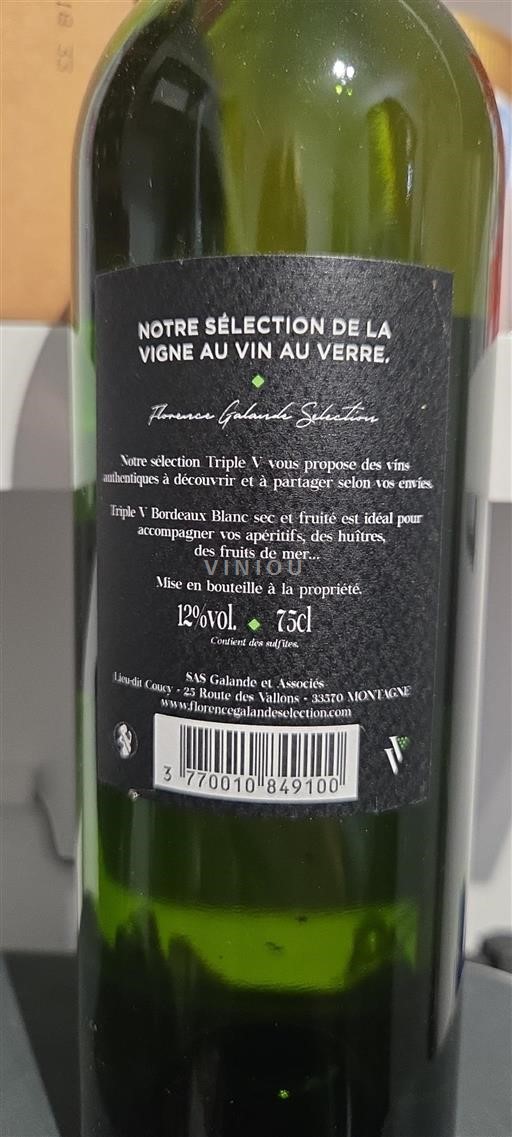 18 33
NOTRE SÉLECTION DE LA
VIGNE AU VIN AU VERRE.
Florence Galande Selection
Notre sélection Triple V vous propose des vins
authentiques à découvrir et à partager selon vos envies.
Triple V Bordeaux Blanc sec et fruité est idéal pour
accompagner vos apéritifs, des huîtres,
des fruits de mer...
VINIOU
Mise en bouteille à la propriété.
12%vol. 75cl
Contient des sulfites.
SAS Galande et Associés
Lieu-dit Coucy - 25 Route des Vallons - 33570 MONTAGNE
www.florencegalandeselection.com
3 770010 849100